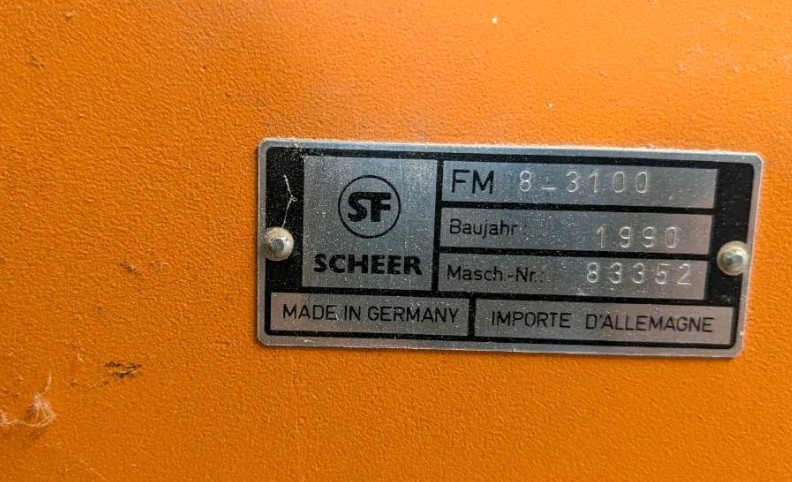 SF
SCHEER
FM 8-3100
Baujahr: 1990
Masch.-Nr.: 83352
MADE IN GERMANY
IMPORTE D'ALLEMAGNE